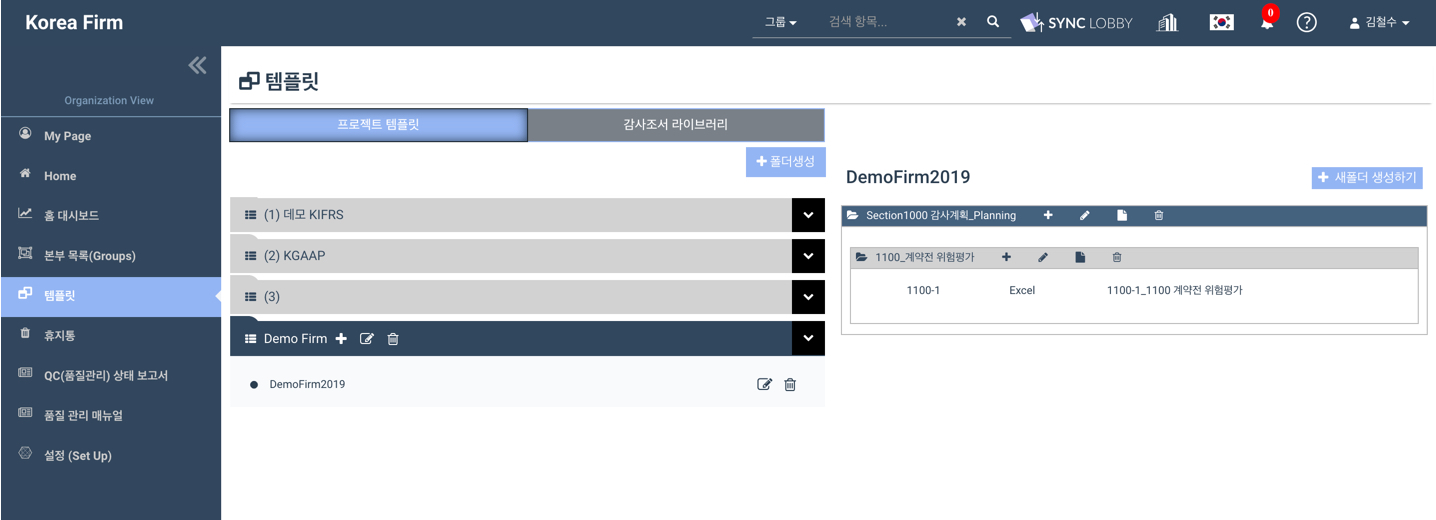 Korea Firm
그룹
검색 항목...
SYNC LOBBY
0
김철수
Organization View
My Page
Home
홈 대시보드
본부 목록(Groups)
템플릿
휴지통
QC(품질관리) 상태 보고서
품질 관리 매뉴얼
설정 (Set Up)
템플릿
프로젝트 템플릿
감사조서 라이브러리
폴더생성
(1) 데모 KIFRS
(2) KGAAP
(3)
Demo Firm
DemoFirm2019
DemoFirm2019
새폴더 생성하기
Section1000 감사계획_Planning
1100_계약전 위험평가
1100-1 Excel 1100-1_1100 계약전 위험평가